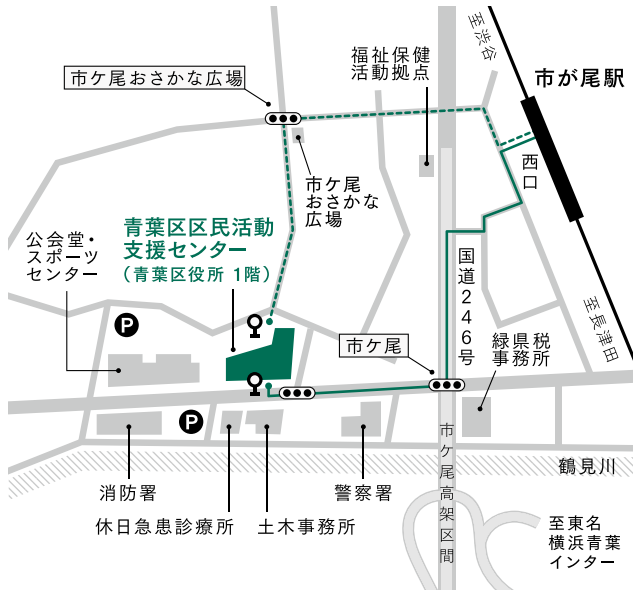 至渋谷
市が尾駅
西口
至長津田
福祉保健
活動拠点
市ケ尾おさかな広場
市ケ尾
おさかな
広場
青葉区区民活動
支援センター
（青葉区役所 1階）
公会堂・
スポーツ
センター
P
国道246号
市ケ尾
緑県税
事務所
P
消防署
休日急患診療所
土木事務所
警察署
市ケ尾高架区間
鶴見川
至東名
横浜青葉
インター